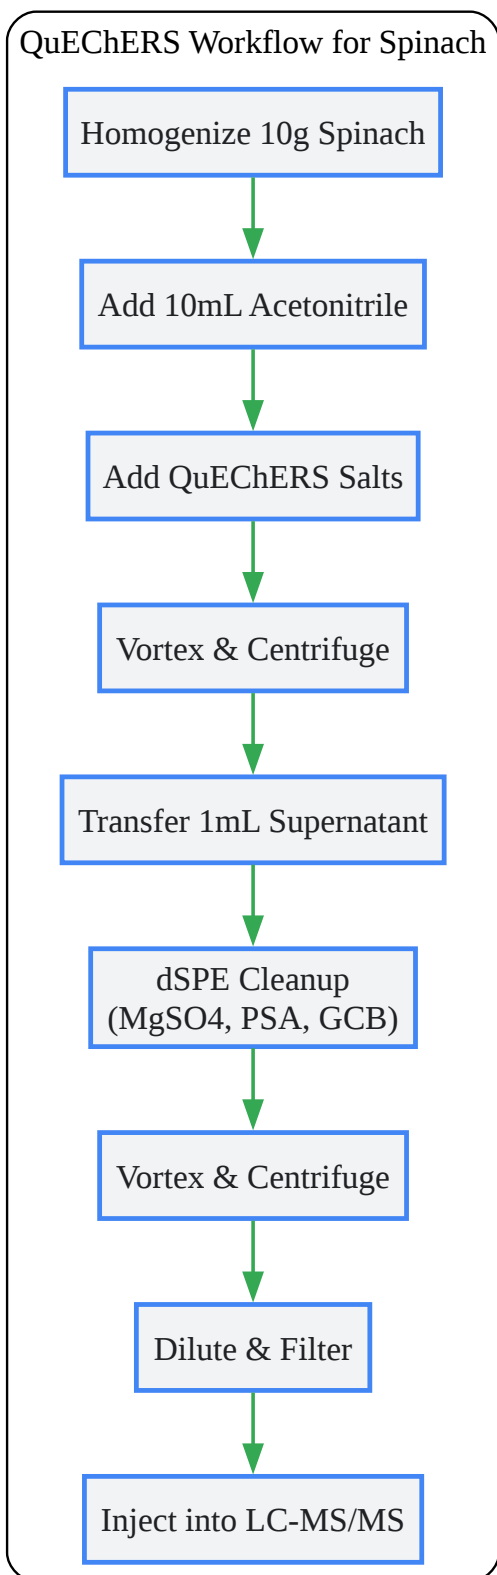 QuEChERS Workflow for Spinach
Homogenize 10g Spinach
Add 10mL Acetonitrile
Add QuEChERS Salts
Vortex & Centrifuge
Transfer 1mL Supernatant
dSPE Cleanup
(MgSO4, PSA, GCB)
Vortex & Centrifuge
Dilute & Filter
Inject into LC-MS/MS